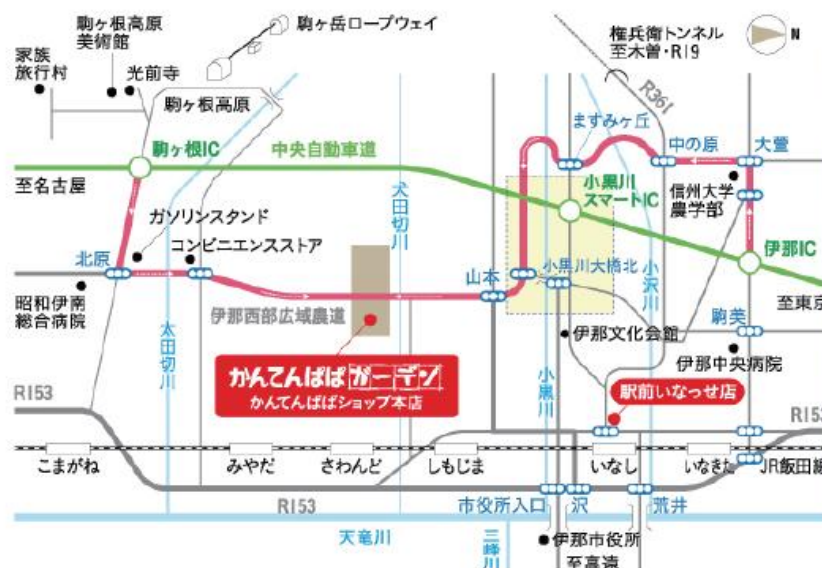 駒ヶ根高原
美術館
駒ヶ岳ロープウェイ
権兵衛トンネル
至木曽・R19
N
家族
旅行村
光前寺
駒ヶ根高原
R361
ますみヶ丘
中の原
大萱
駒ヶ根IC
中央自動車道
至名古屋
小黒川
スマートIC
信州大学
農学部
犬田切川
ガソリンスタンド
コンビニエンスストア
北原
伊那IC
山本
小黒川大橋北
小沢川
至東京
昭和伊南
総合病院
伊那西部広域農道
太田切川
伊那文化会館
駒美
伊那中央病院
かんてんぱぱガーデン
かんてんぱぱショップ本店
小黒川
駅前いなっせ店
R153
R153
こまがね
みやだ
さわんど
しもじま
いなし
いなきた
JR飯田線
R153
市役所入口
沢
荒井
天竜川
三峰川
伊那市役所
至高遠